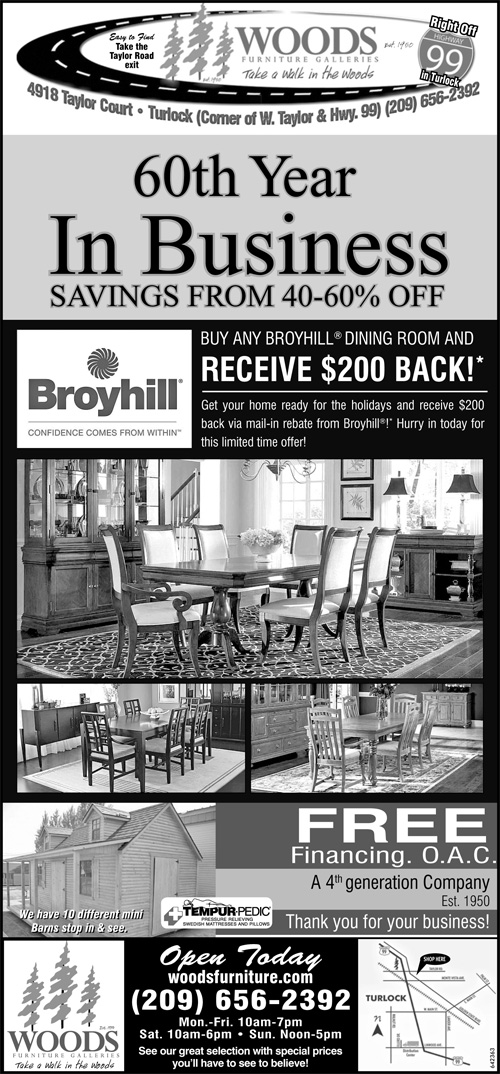 Easy to Find
Take the
Taylor Road
exit
WOODS
est. 1950
FURNITURE GALLERIES
Take a Walk in the Woods
Right Off
HIGHWAY
99
in Turlock
4918 Taylor Court • Turlock (Corner of W. Taylor & Hwy. 99) (209) 656-2392
60th Year
In Business
SAVINGS FROM 40-60% OFF
Broyhill®
CONFIDENCE COMES FROM WITHIN™
BUY ANY BROYHILL® DINING ROOM AND
RECEIVE $200 BACK!*
Get your home ready for the holidays and receive $200
back via mail-in rebate from Broyhill®!* Hurry in today for
this limited time offer!
We have 10 different mini
Barns stop in & see.
TEMPUR-PEDIC
PRESSURE RELIEVING
SWEDISH MATTRESSES AND PILLOWS
FREE
Financing. O.A.C.
A 4th generation Company
Est. 1950
Thank you for your business!
WOODS
FURNITURE GALLERIES
Take a Walk in the Woods
Open Today
woodsfurniture.com
(209) 656-2392
Mon.-Fri. 10am-7pm
Sat. 10am-6pm • Sun. Noon-5pm
See our great selection with special prices
you'll have to see to believe!
SHOP HERE
TURLOCK
99
642363